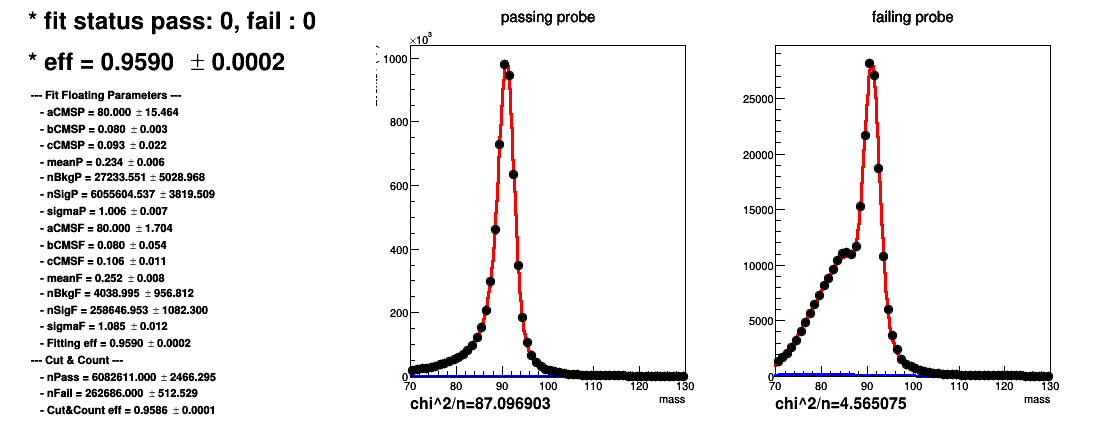 * fit status pass: 0, fail : 0
* eff = 0.9590 ± 0.0002
--- Fit Floating Parameters ---
- aCMSP = 80.000 ± 15.464
- bCMSP = 0.080 ± 0.003
- cCMSP = 0.093 ± 0.022
- meanP = 0.234 ± 0.006
- nBkgP = 27233.551 ± 5028.968
- nSigP = 6055604.537 ± 3819.509
- sigmaP = 1.006 ± 0.007
- aCMSF = 80.000 ± 1.704
- bCMSF = 0.080 ± 0.054
- cCMSF = 0.106 ± 0.011
- meanF = 0.252 ± 0.008
- nBkgF = 4038.995 ± 956.812
- nSigF = 258646.953 ± 1082.300
- sigmaF = 1.085 ± 0.012
- Fitting eff = 0.9590 ± 0.0002
--- Cut & Count ---
- nPass = 6082611.000 ± 2466.295
- nFail = 262686.000 ± 512.529
- Cut&Count eff = 0.9586 ± 0.0001
passing probe
×10³
1000
800
600
400
200
0
70 80 90 100 110 120 130
mass
chi^2/n=87.096903
failing probe
25000
20000
15000
10000
5000
0
70 80 90 100 110 120 130
mass
chi^2/n=4.565075